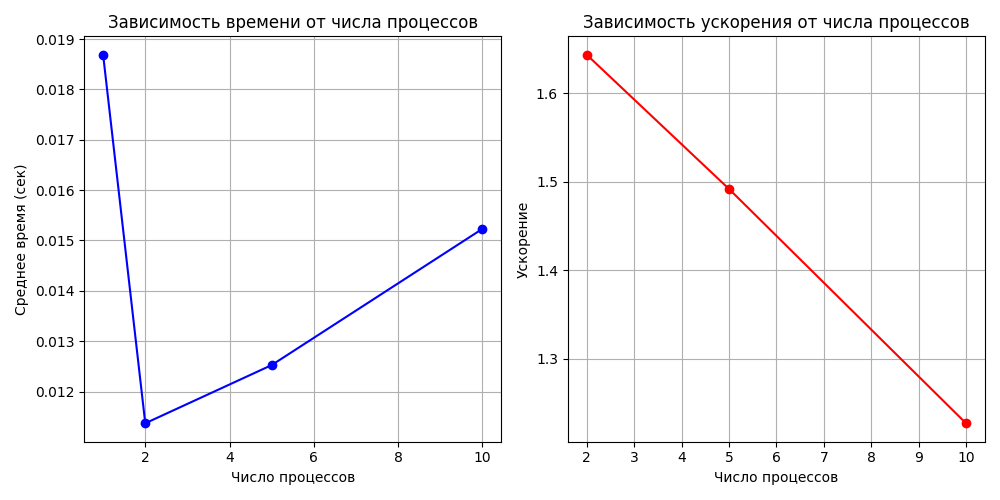 Зависимость времени от числа процессов
0.019
0.018
0.017
0.016
0.015
0.014
0.013
0.012
Среднее время (сек)
2 4 6 8 10
Число процессов
Зависимость ускорения от числа процессов
1.6
1.5
1.4
1.3
Ускорение
2 3 4 5 6 7 8 9 10
Число процессов